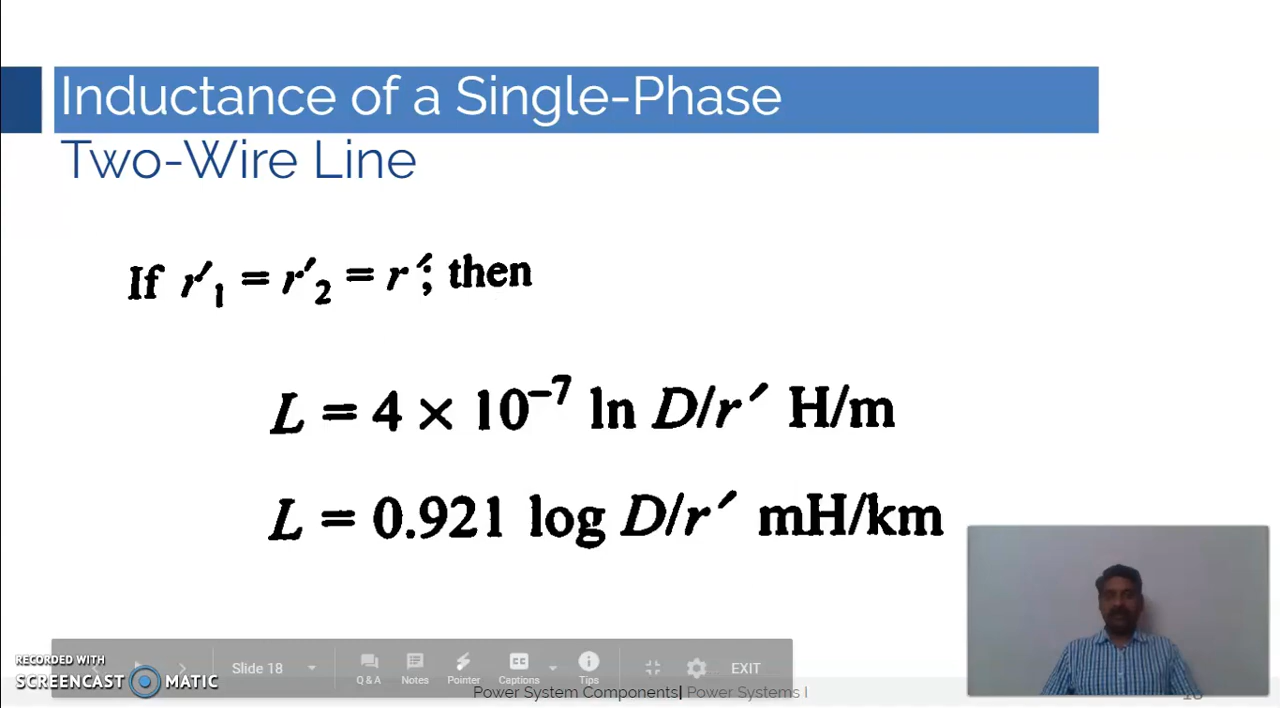 Inductance of a Single-Phase
Two-Wire Line
If r′₁ = r′₂ = r′; then
L = 4 × 10⁻⁷ ln D/r′ H/m
L = 0.921 log D/r′ mH/km
RECORDED WITH
SCREENCAST MATIC
Slide 18
Q & A
Notes
Pointer
Captions
Tips
EXIT
Power System Components| Power Systems I